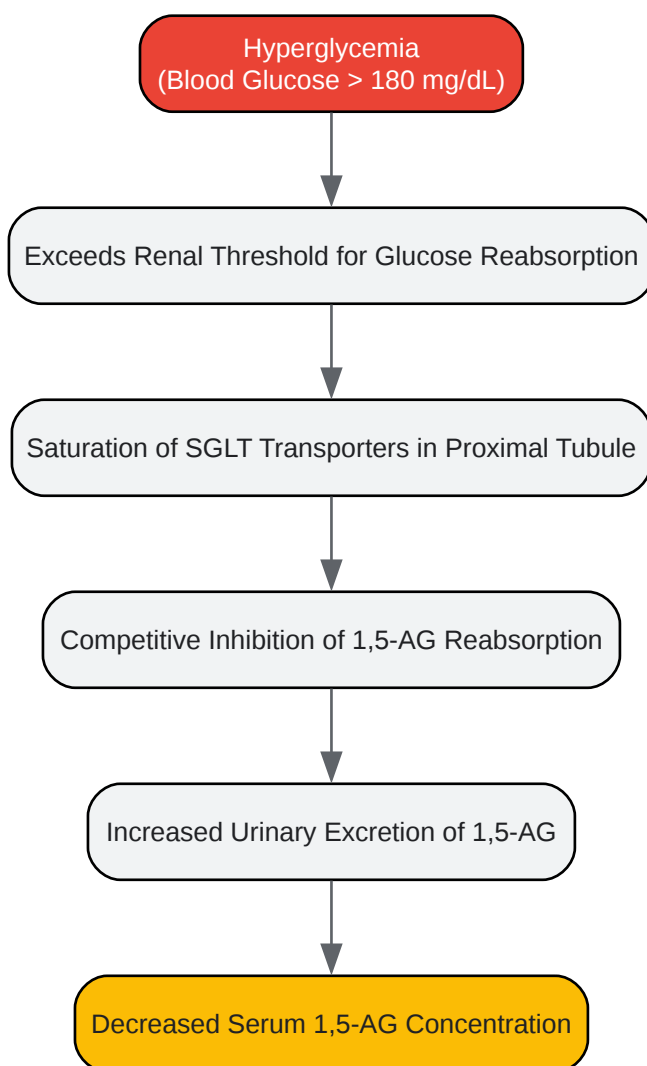 Hyperglycemia
(Blood Glucose > 180 mg/dL)
Exceeds Renal Threshold for Glucose Reabsorption
Saturation of SGLT Transporters in Proximal Tubule
Competitive Inhibition of 1,5-AG Reabsorption
Increased Urinary Excretion of 1,5-AG
Decreased Serum 1,5-AG Concentration